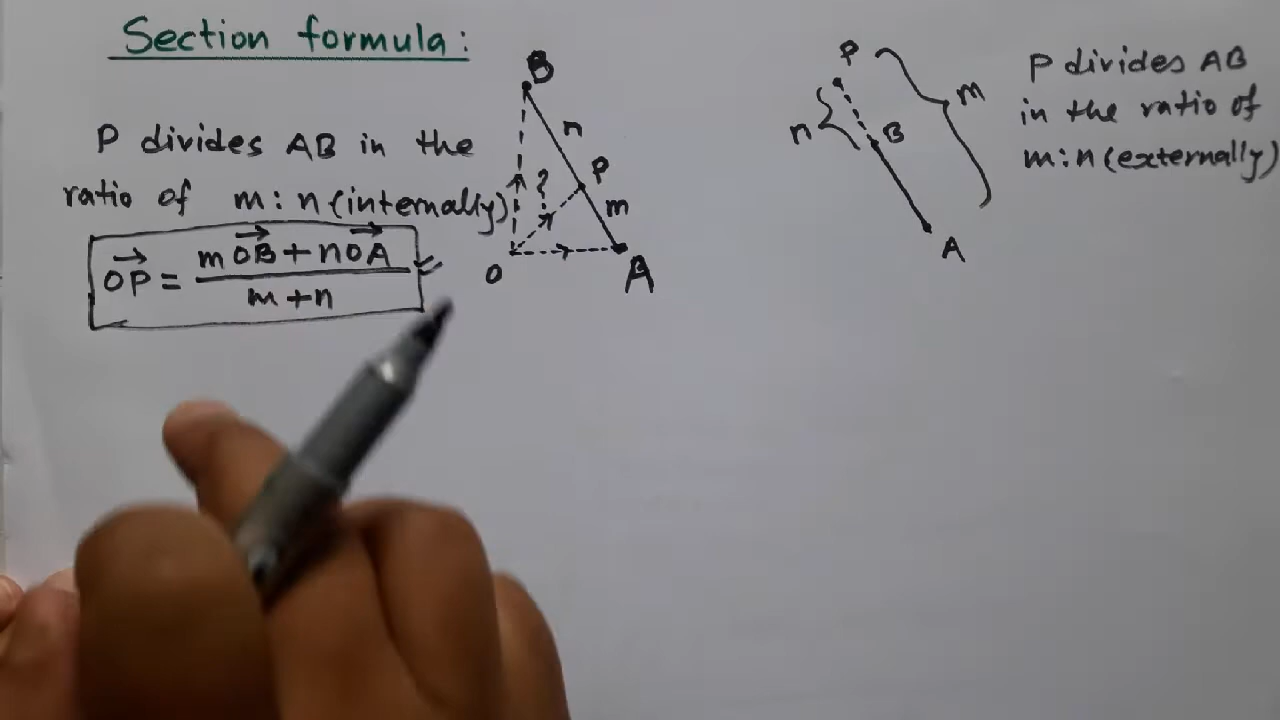 Section formula:
P divides AB in the
ratio of m:n (internally)
OP = mOB + nOA
m+n
B
n
?
P
m
O
A
P
m
n
B
A
P divides AB
in the ratio of
m:n (externally)